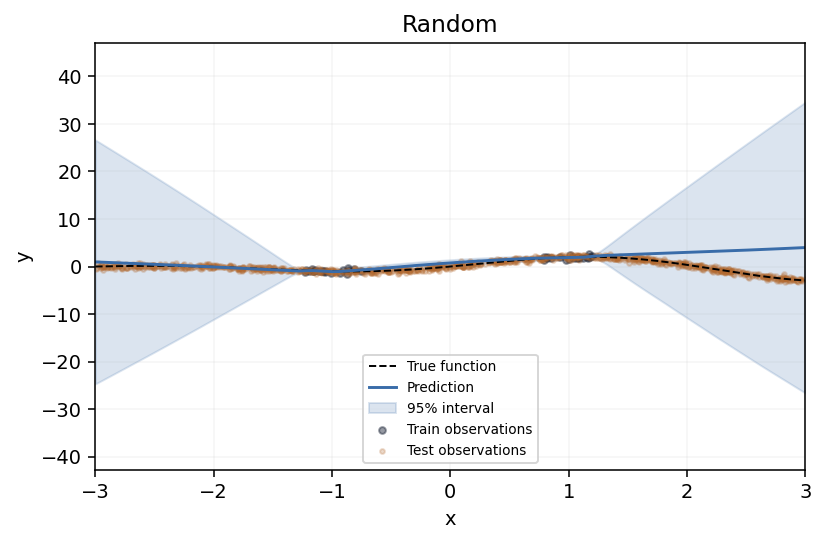 Random
y
40
30
20
10
0
−10
−20
−30
−40
True function
Prediction
95% interval
Train observations
Test observations
−3
−2
−1
0
1
2
3
x